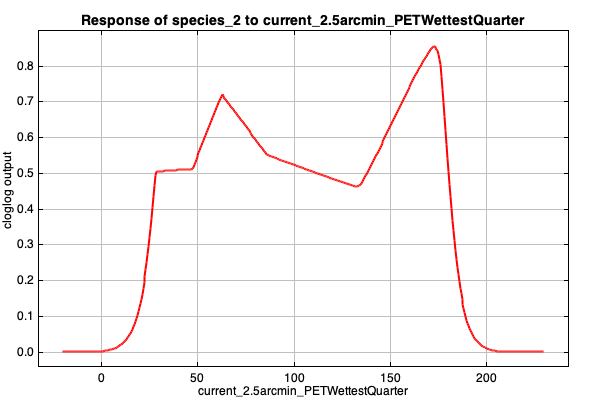 Response of species_2 to current_2.5arcmin_PETWettestQuarter
cloglog output
0.8
0.7
0.6
0.5
0.4
0.3
0.2
0.1
0.0
0 50 100 150 200
current_2.5arcmin_PETWettestQuarter